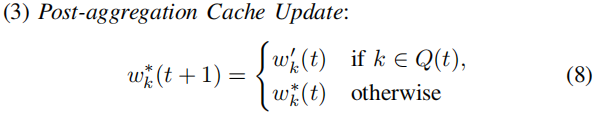 (3) Post-aggregation Cache Update:
w*_k(t + 1) = { w′_k(t) if k ∈ Q(t),
w*_k(t) otherwise (8)